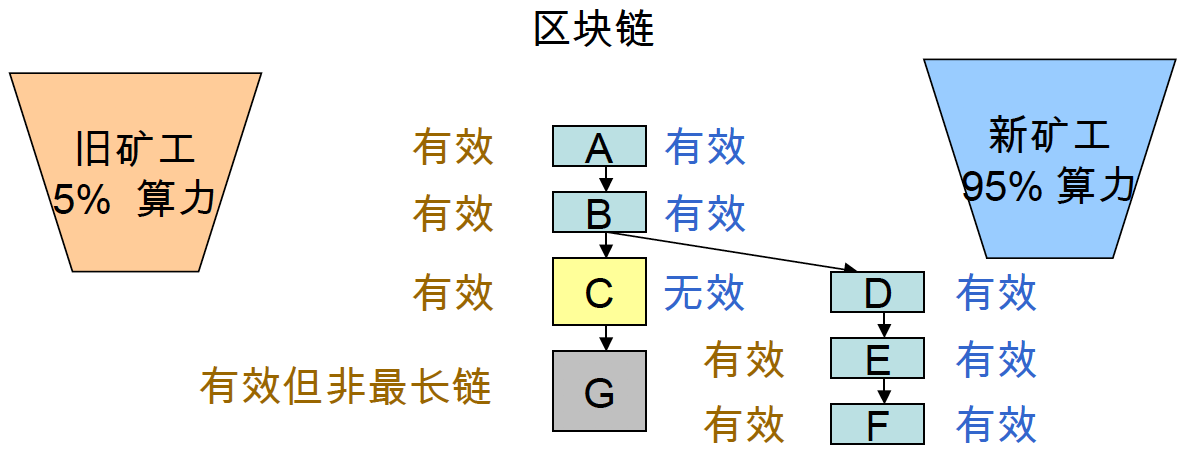 区块链
旧矿工
5% 算力
新矿工
95% 算力
有效 A 有效
有效 B 有效
有效 C 无效
D 有效
有效 E 有效
有效但非最长链 G
有效 F 有效